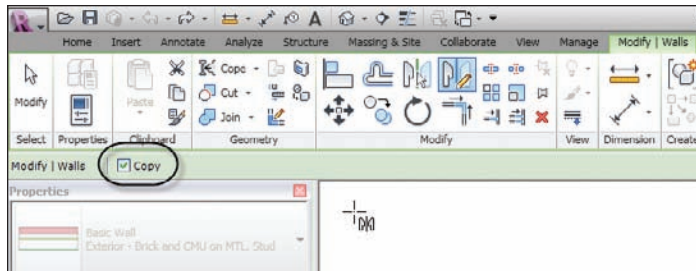 R
A
Home Insert Annotate Analyze Structure Massing & Site Collaborate View Manage Modify | Walls
Modify Paste Cope Cut Join
Select Properties Clipboard Geometry Modify View Dimension Create
Modify | Walls Copy
Properties
Basic Wall
Exterior - Brick and CMU on MTL. Stud